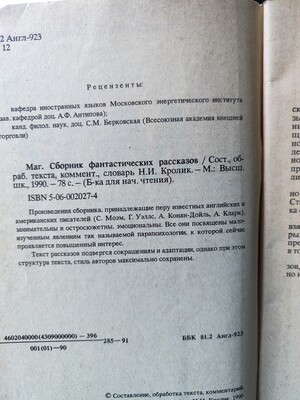 2 Англ-923
12
Рецензенты:
кафедра иностранных языков Московского энергетического института
зав. кафедрой доц. А.Ф. Антипова);
канд. филол. наук, доц. С.М. Берковская (Всесоюзная академия внешней
торговли)
Маг. Сборник фантастических рассказов / Сост., об-
раб. текста, коммент., словарь Н.И. Кролик. – М.: Высш.
шк., 1990. – 78 с. – (Б-ка для нач. чтения).
ISBN 5-06-002027-4
Произведения сборника, принадлежащие перу известных английских и
американских писателей (С. Моэм, Г. Уэллс, А. Конан-Дойль, А. Кларк),
занимательны и остросюжетны, эмоциональны. Все они посвящены мало-
изученным явлениям так называемой парапсихологии, к которой сейчас
проявляется повышенный интерес.
Текст рассказов подвергся сокращениям и адаптации, однако при этом
структура текста, стиль авторов максимально сохранены.
4602040000(4309000000) – 396
001(01) – 90
285–91
ББК 81.2 Англ-923
© Составление, обработка текста, комментарий,